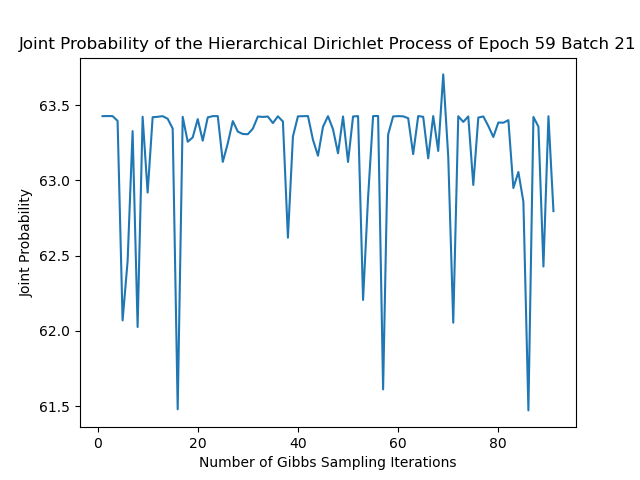 Joint Probability of the Hierarchical Dirichlet Process of Epoch 59 Batch 21
63.5
63.0
62.5
62.0
61.5
Joint Probability
0 20 40 60 80
Number of Gibbs Sampling Iterations